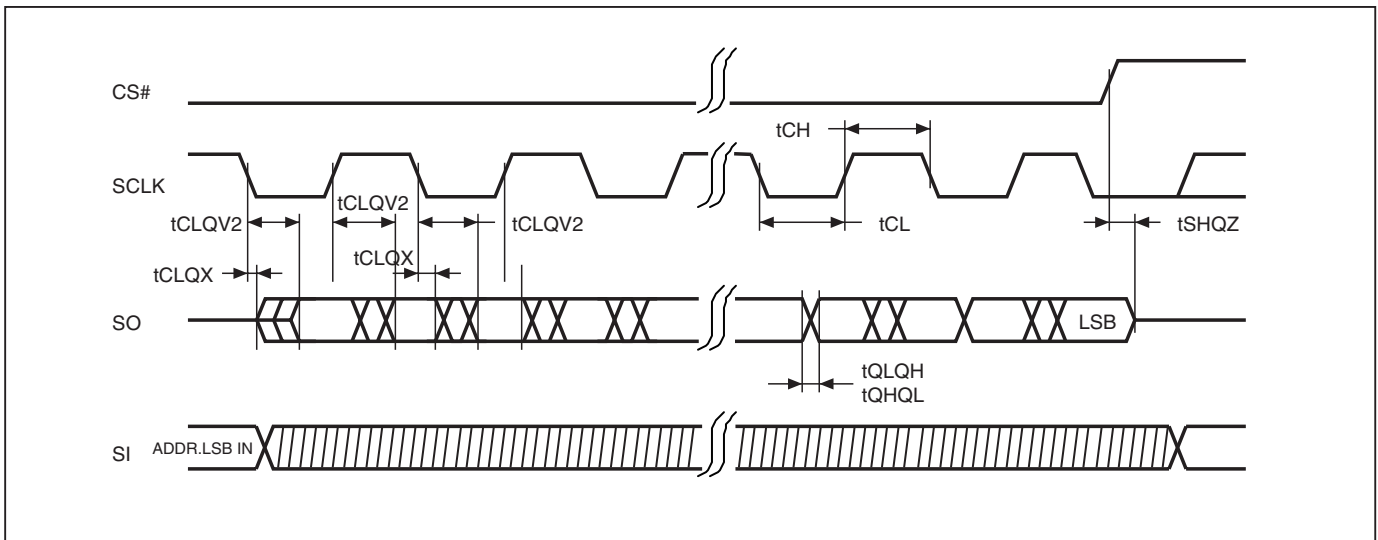 CS#
tCH
SCLK
tCLQV2
tCLQV2
tCLQV2
tCL
tSHQZ
tCLQX
tCLQX
SO
LSB
tQLQH
tQHQL
SI
ADDR.LSB IN